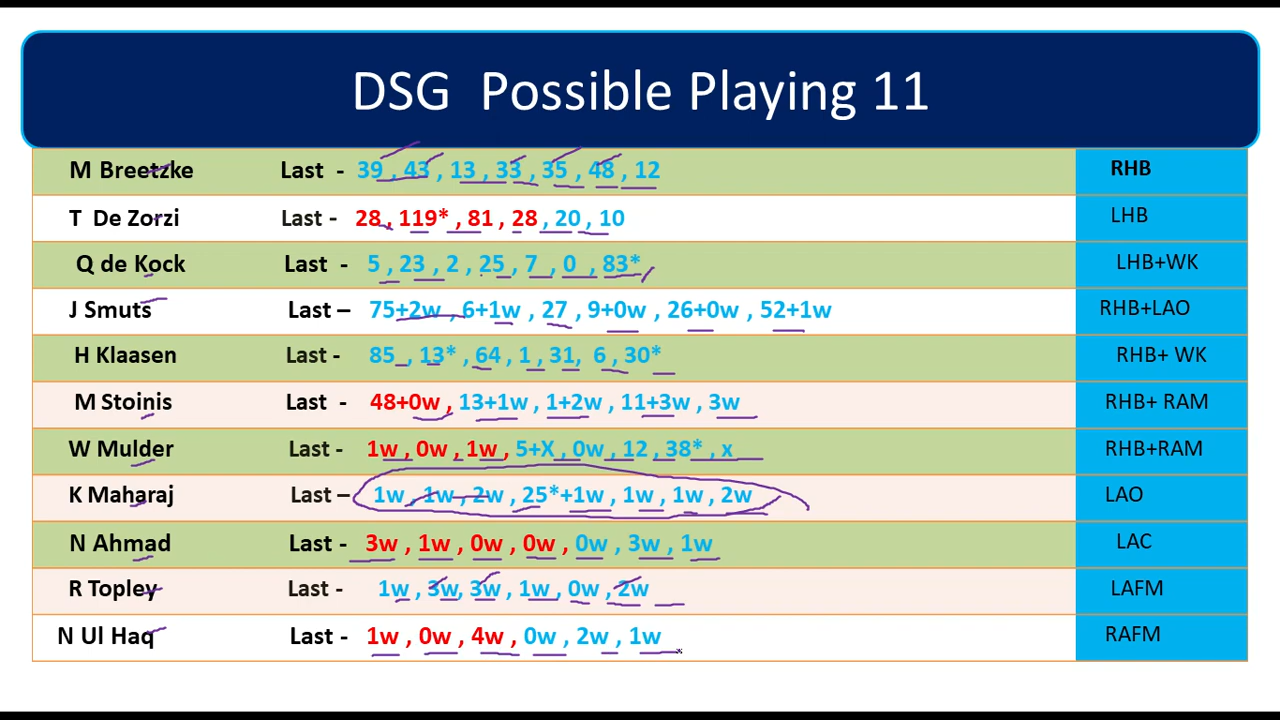 DSG Possible Playing 11
M Breetzke Last - 39 , 43 , 13 , 33 , 35 , 48 , 12 RHB
T De Zorzi Last - 28 , 119* , 81 , 28 , 20 , 10 LHB
Q de Kock Last - 5 , 23 , 2 , 25 , 7 , 0 , 83* LHB+WK
J Smuts Last – 75+2w , 6+1w , 27 , 9+0w , 26+0w , 52+1w RHB+LAO
H Klaasen Last - 85 , 13* , 64 , 1 , 31, 6 , 30* RHB+ WK
M Stoinis Last - 48+0w , 13+1w , 1+2w , 11+3w , 3w RHB+ RAM
W Mulder Last - 1w , 0w , 1w , 5+X , 0w , 12 , 38* , x RHB+RAM
K Maharaj Last – 1w , 1w , 2w , 25*+1w , 1w , 1w , 2w LAO
N Ahmad Last - 3w , 1w , 0w , 0w , 0w , 3w , 1w LAC
R Topley Last - 1w , 3w, 3w , 1w , 0w , 2w LAFM
N Ul Haq Last - 1w , 0w , 4w , 0w , 2w , 1w RAFM